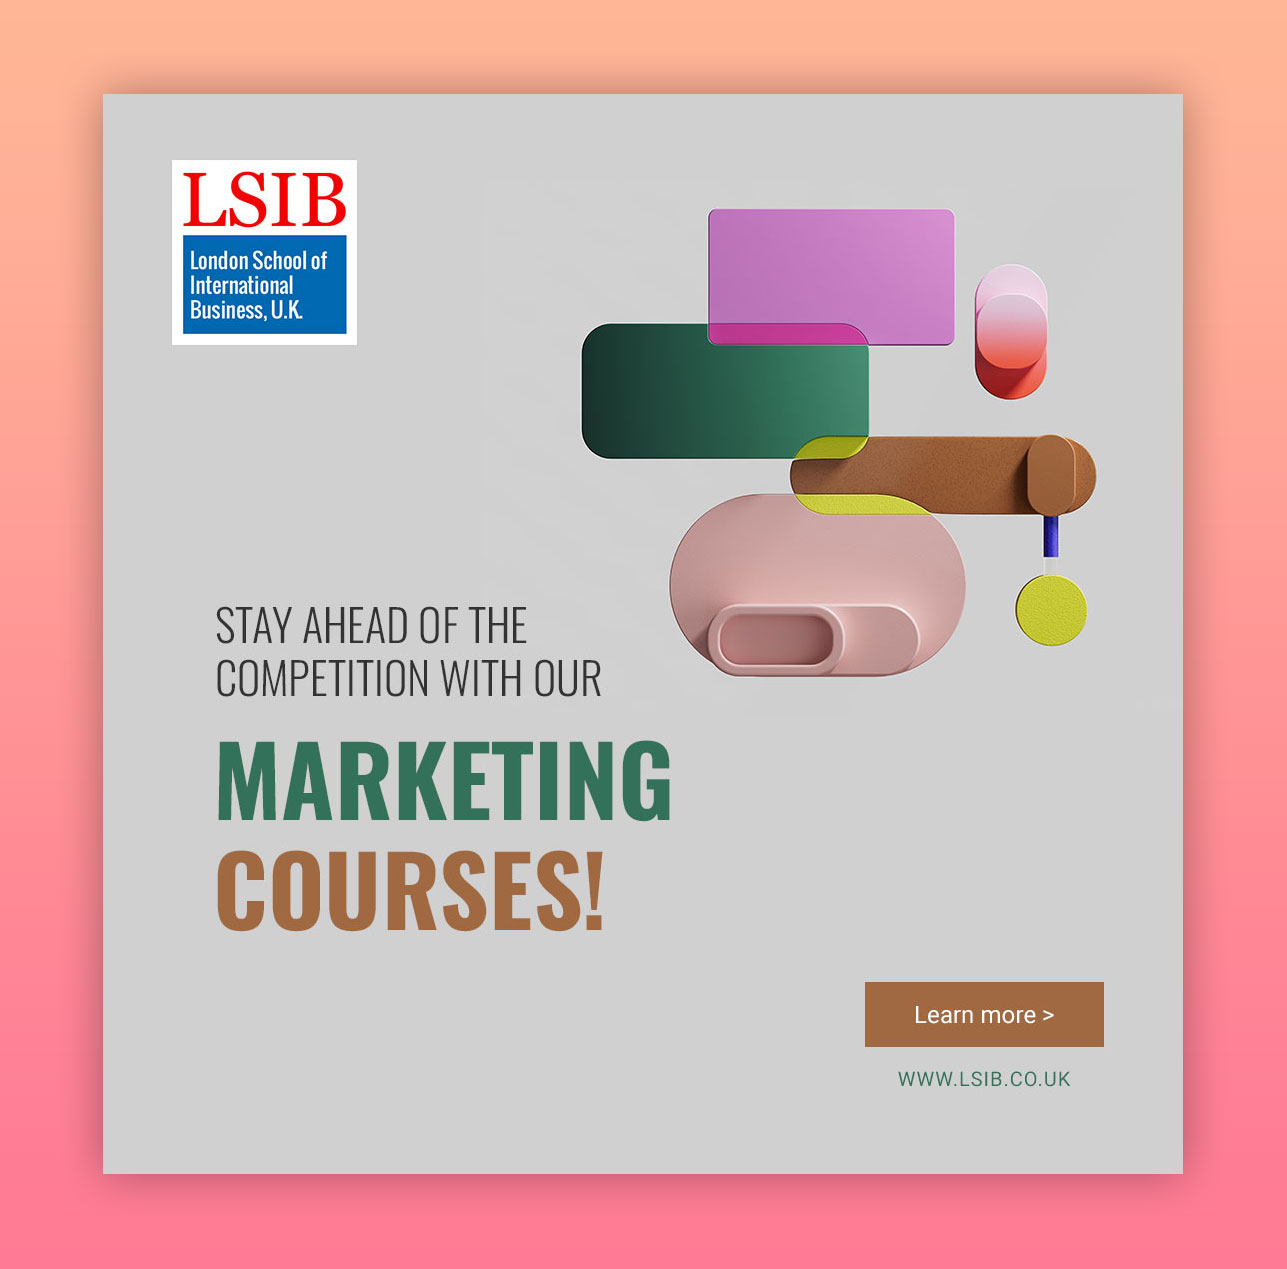 LSIB
London School of
International
Business, U.K.
STAY AHEAD OF THE
COMPETITION WITH OUR
MARKETING
COURSES!
Learn more >
WWW.LSIB.CO.UK